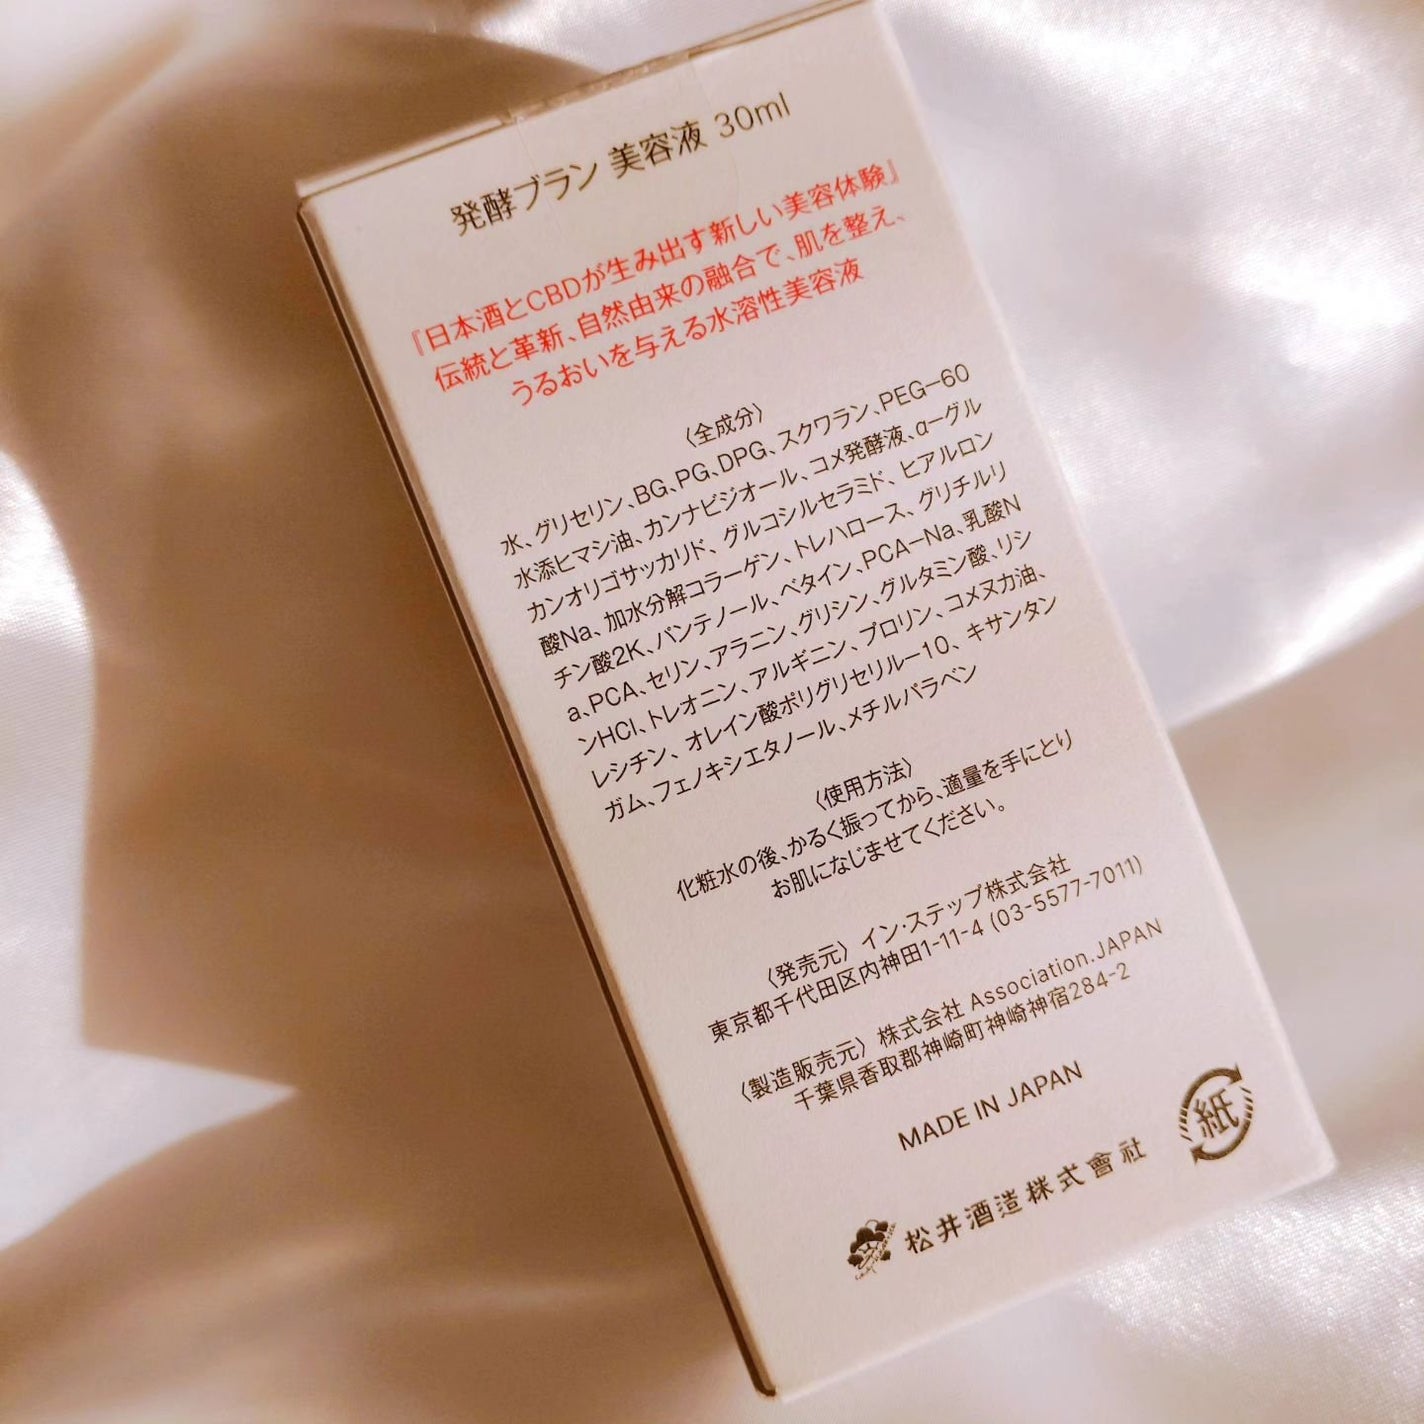 発酵ブラン 美容液 30ml
『日本酒とCBDが生み出す新しい美容体験』
伝統と革新、自然由来の融合で、肌を整え、
うるおいを与える水溶性美容液
〈全成分〉
水、グリセリン、BG、PG、DPG、スクワラン、PEG-60
水添ヒマシ油、カンナビジオール、コメ発酵液、α-グル
カンオリゴサッカリド、グルコシルセラミド、ヒアルロン
酸Na、加水分解コラーゲン、トレハロース、グリチルリ
チン酸2K、パンテノール、ベタイン、PCA-Na、乳酸N
a、PCA、セリン、アラニン、グリシン、グルタミン酸、リシ
ンHCl、トレオニン、アルギニン、プロリン、コメヌカ油、
レシチン、オレイン酸ポリグリセリル-10、キサンタン
ガム、フェノキシエタノール、メチルパラベン
〈使用方法〉
化粧水の後、かるく振ってから、適量を手にとり
お肌になじませてください。
〈発売元〉イン・ステップ株式会社
東京都千代田区内神田1-11-4 (03-5577-7011)
〈製造販売元〉株式会社 Association.JAPAN
千葉県香取郡神崎町神崎神宿284-2
MADE IN JAPAN
紙
松井酒造株式會社